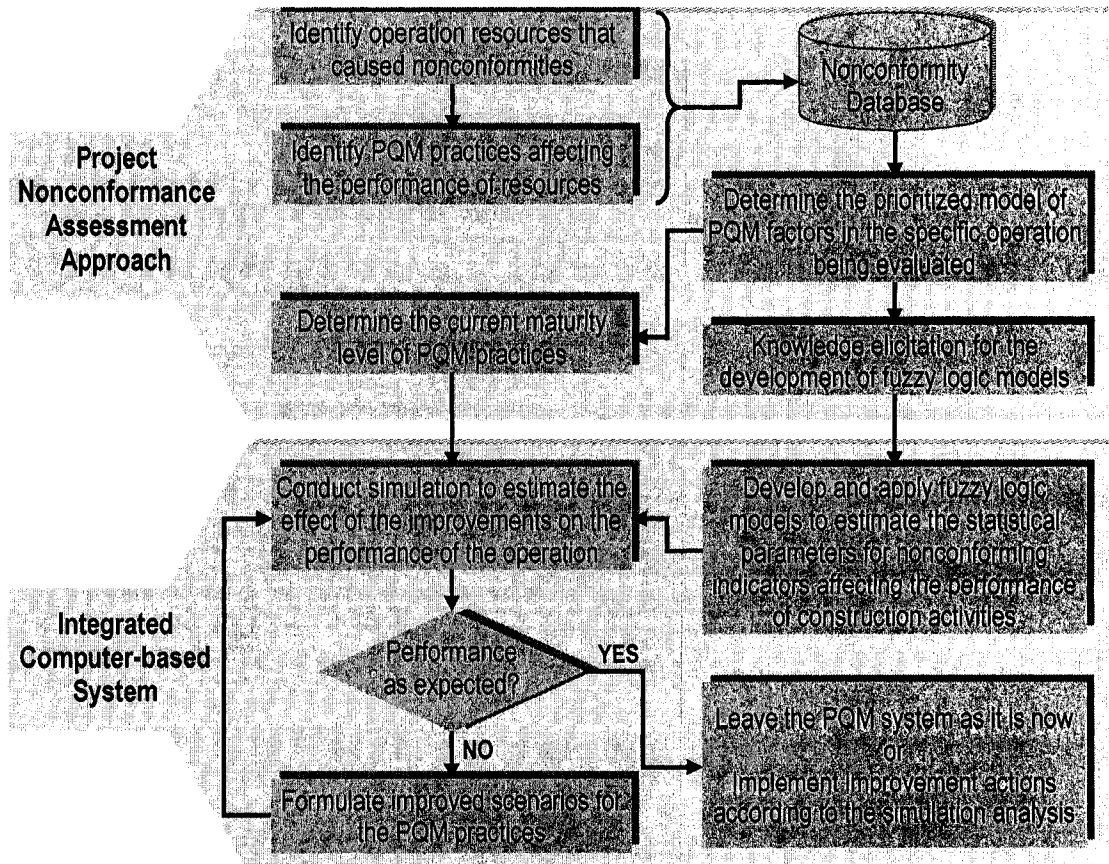 Identify operation resources that
caused nonconformities
Nonconformity
Database
Identify PQM practices affecting
the performance of resources
Project
Nonconformance
Assessment
Approach
Determine the prioritized model of
PQM factors in the specific operation
being evaluated
Determine the current maturity
level of PQM practices
Knowledge elicitation for the
development of fuzzy logic models
Conduct simulation to estimate the
effect of the improvements on the
performance of the operation
Develop and apply fuzzy logic
models to estimate the statistical
parameters for nonconforming
indicators affecting the performance
of construction activities
Integrated
Computer-based
System
Performance
as expected?
YES
NO
Leave the PQM system as it is now
or
Implement improvement actions
according to the simulation analysis
Formulate improved scenarios for
the PQM practices